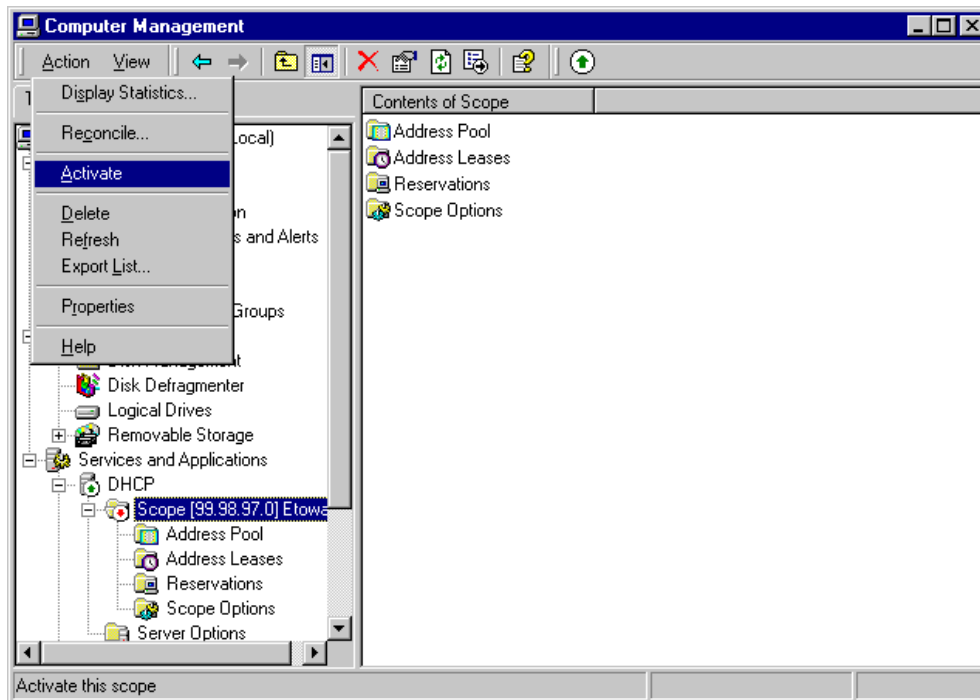 Computer Management
Action View
Display Statistics...
Reconcile...
Activate
Delete
Refresh
Export List...
Properties
Help
Local)
n
s and Alerts
Groups
Disk Defragmenter
Logical Drives
Removable Storage
Services and Applications
DHCP
Scope [99.98.97.0] Etowa
Address Pool
Address Leases
Reservations
Scope Options
Server Options
Contents of Scope
Address Pool
Address Leases
Reservations
Scope Options
Activate this scope